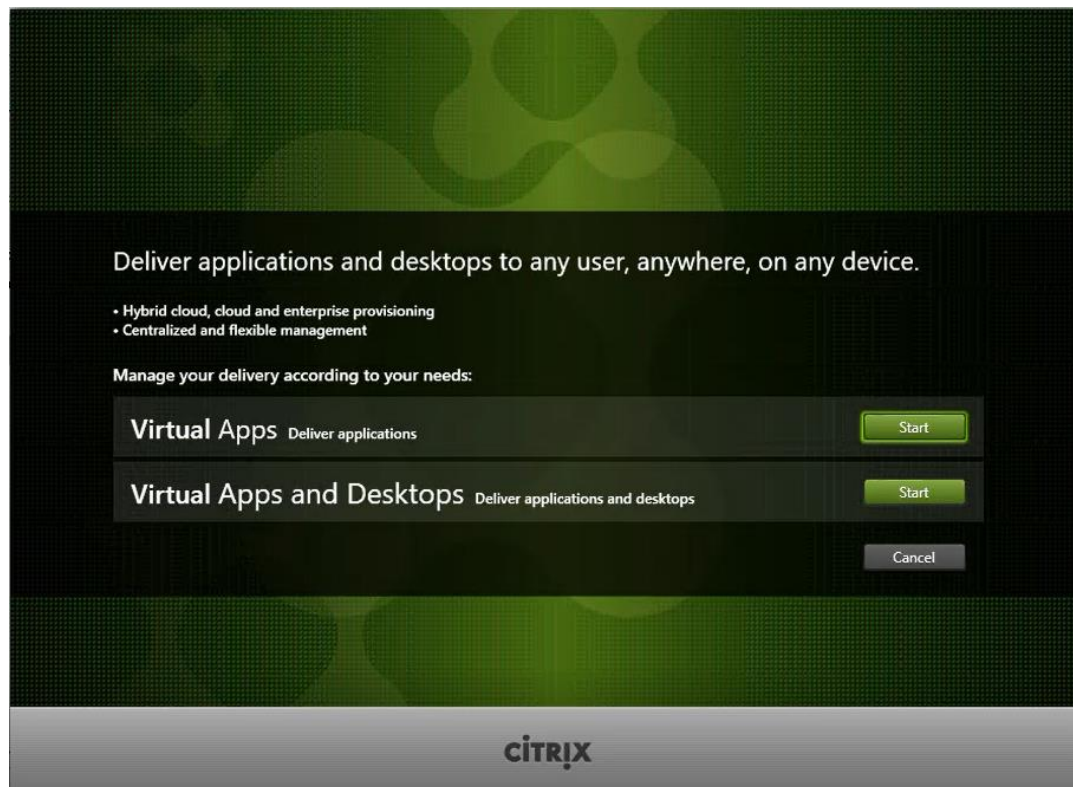 Deliver applications and desktops to any user, anywhere, on any device.
• Hybrid cloud, cloud and enterprise provisioning
• Centralized and flexible management
Manage your delivery according to your needs:
Virtual Apps Deliver applications Start
Virtual Apps and Desktops Deliver applications and desktops Start
Cancel
CİTRỊX